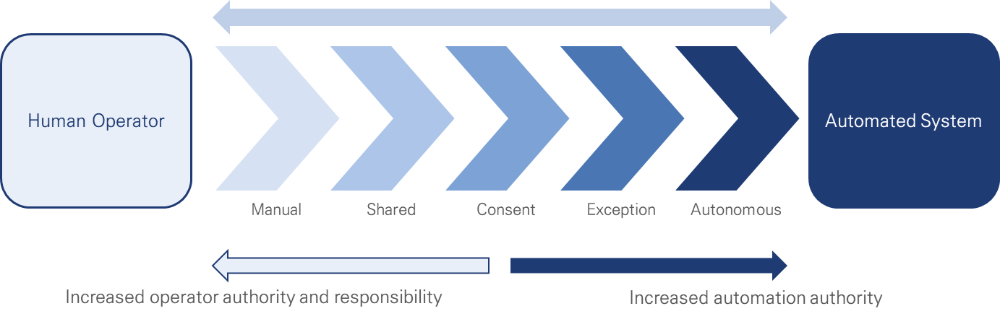 Human Operator
Automated System
Manual
Shared
Consent
Exception
Autonomous
Increased operator authority and responsibility
Increased automation authority